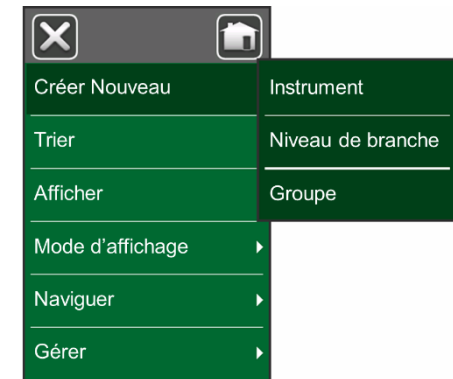 Créer Nouveau
Instrument
Trier
Niveau de branche
Afficher
Groupe
Mode d'affichage
Naviguer
Gérer